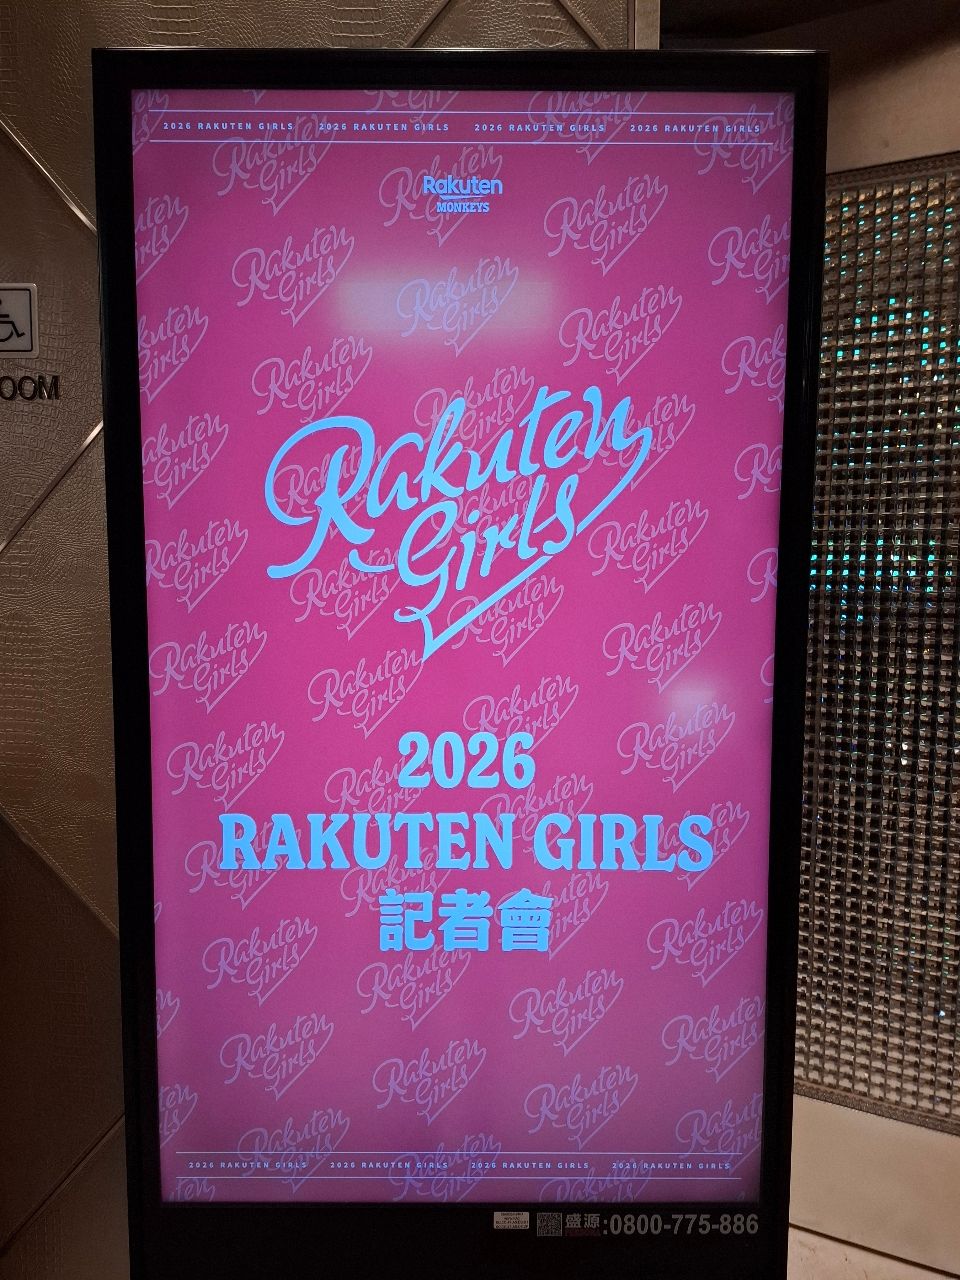 2026 RAKUTEN GIRLS 2026 RAKUTEN GIRLS 2026 RAKUTEN GIRLS 2026 RAKUTEN GIRLS
Rakuten
MONKEYS
Rakuten
Girls
2026
RAKUTEN GIRLS
記者會
2026 RAKUTEN GIRLS 2026 RAKUTEN GIRLS 2026 RAKUTEN GIRLS 2026 RAKUTEN GIRLS
盛源:0800-775-886
OOM